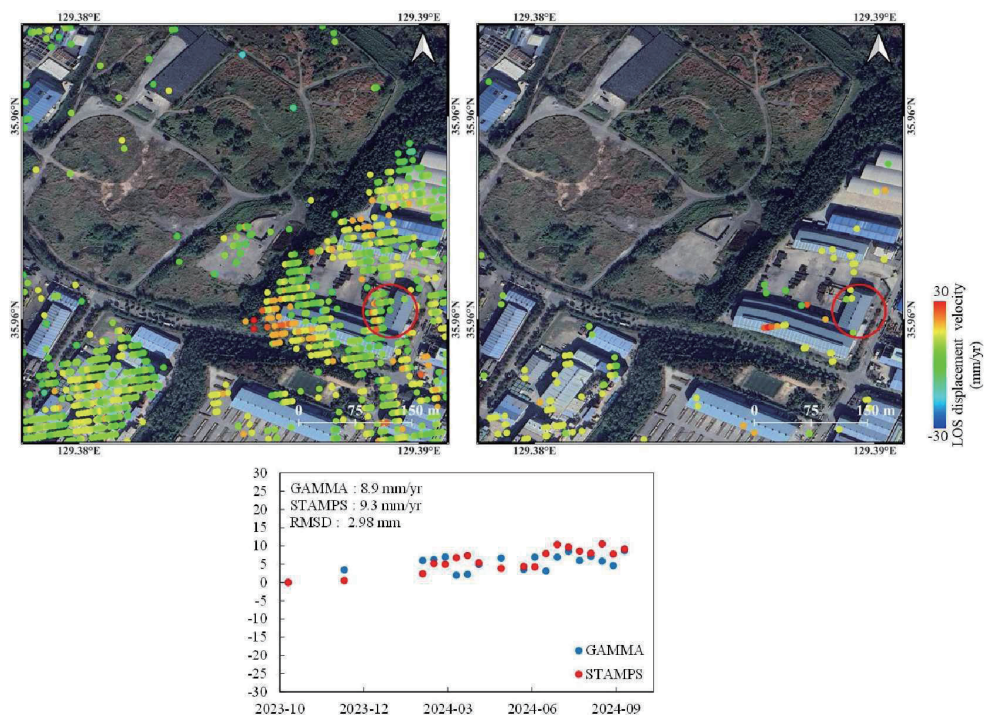 129.38°E 129.39°E 129.38°E 129.39°E
35.96°N 35.96°N 35.96°N
35.96°N 35.96°N 35.96°N
0 75 150 m
0 75 150 m
129.38°E 129.39°E 129.38°E 129.39°E
30
-30
LOS displacement velocity
(mm/yr)
30
25
20
15
10
5
0
-5
-10
-15
-20
-25
-30
GAMMA : 8.9 mm/yr
STAMPS : 9.3 mm/yr
RMSD : 2.98 mm
GAMMA
STAMPS
2023-10 2023-12 2024-03 2024-06 2024-09